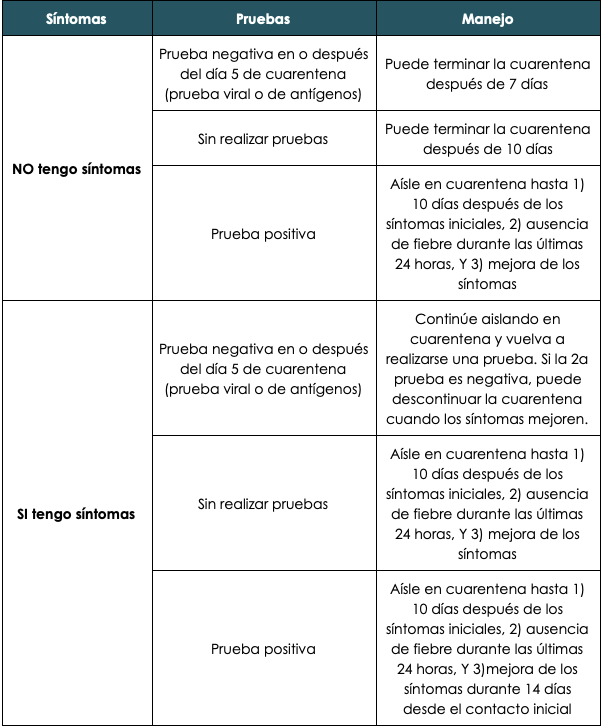 Síntomas
Pruebas
Manejo
NO tengo síntomas
Prueba negativa en o después
del día 5 de cuarentena
(prueba viral o de antígenos)
Puede terminar la cuarentena
después de 7 días
Sin realizar pruebas
Puede terminar la cuarentena
después de 10 días
Prueba positiva
Aísle en cuarentena hasta 1)
10 días después de los
síntomas iniciales, 2) ausencia
de fiebre durante las últimas
24 horas, Y 3) mejora de los
síntomas
SI tengo síntomas
Prueba negativa en o después
del día 5 de cuarentena
(prueba viral o de antígenos)
Continúe aislando en
cuarentena y vuelva a
realizarse una prueba. Si la 2a
prueba es negativa, puede
descontinuar la cuarentena
cuando los síntomas mejoren.
Sin realizar pruebas
Aísle en cuarentena hasta 1)
10 días después de los
síntomas iniciales, 2) ausencia
de fiebre durante las últimas
24 horas, Y 3) mejora de los
síntomas
Prueba positiva
Aísle en cuarentena hasta 1)
10 días después de los
síntomas iniciales, 2) ausencia
de fiebre durante las últimas
24 horas, Y 3)mejora de los
síntomas durante 14 días
desde el contacto inicial